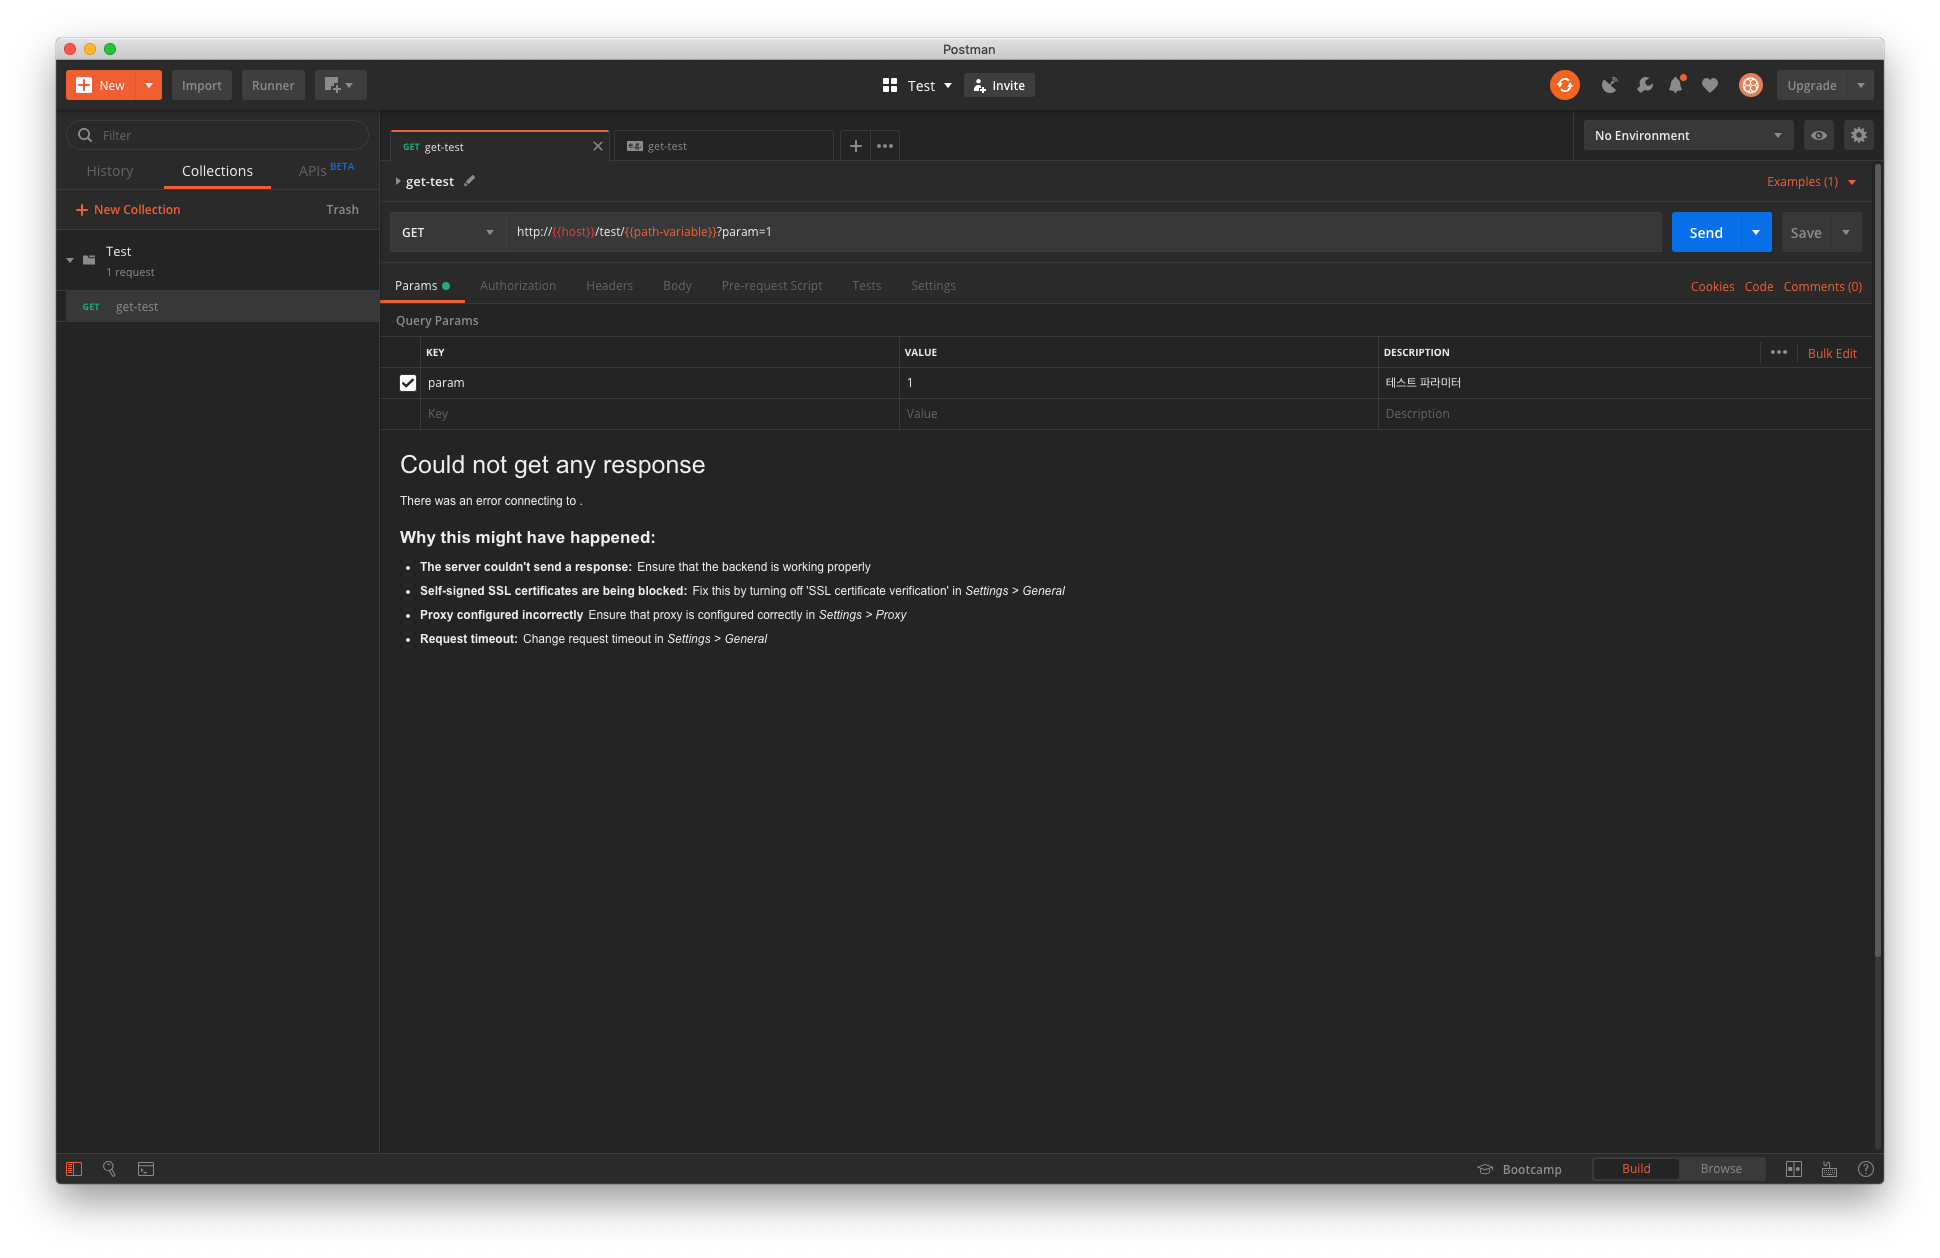 Postman
New
Import
Runner
Test
Invite
Upgrade
Filter
History
Collections
APIs BETA
New Collection
Trash
Test
1 request
GET get-test
GET get-test
e.g. get-test
No Environment
get-test
Examples (1)
GET
http://{{host}}/test/{{path-variable}}?param=1
Send
Save
Params
Authorization
Headers
Body
Pre-request Script
Tests
Settings
Cookies
Code
Comments (0)
Query Params
KEY
VALUE
DESCRIPTION
Bulk Edit
param
1
테스트 파라미터
Key
Value
Description
Could not get any response
There was an error connecting to .
Why this might have happened:
The server couldn't send a response: Ensure that the backend is working properly
Self-signed SSL certificates are being blocked: Fix this by turning off 'SSL certificate verification' in Settings > General
Proxy configured incorrectly Ensure that proxy is configured correctly in Settings > Proxy
Request timeout: Change request timeout in Settings > General
Bootcamp
Build
Browse